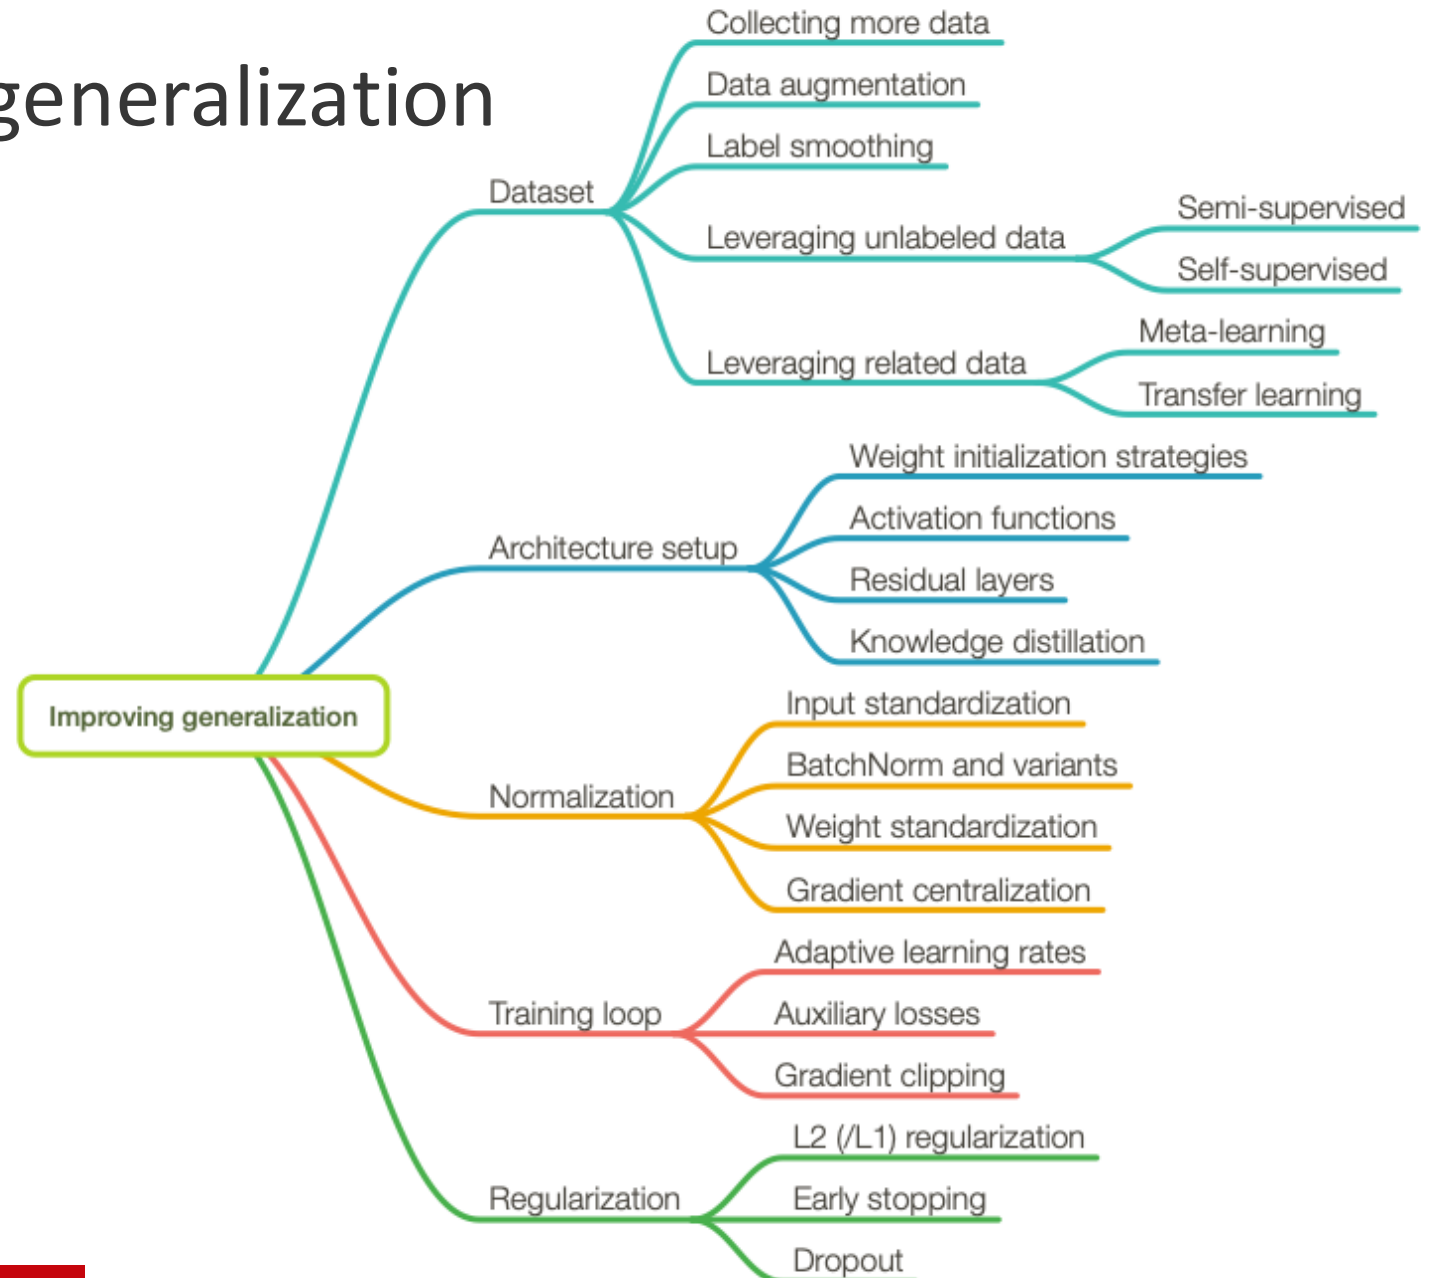 generalization
Collecting more data
Data augmentation
Label smoothing
Dataset
Semi-supervised
Leveraging unlabeled data
Self-supervised
Meta-learning
Leveraging related data
Transfer learning
Weight initialization strategies
Activation functions
Architecture setup
Residual layers
Knowledge distillation
Improving generalization
Input standardization
BatchNorm and variants
Normalization
Weight standardization
Gradient centralization
Adaptive learning rates
Training loop
Auxiliary losses
Gradient clipping
L2 (/L1) regularization
Regularization
Early stopping
Dropout